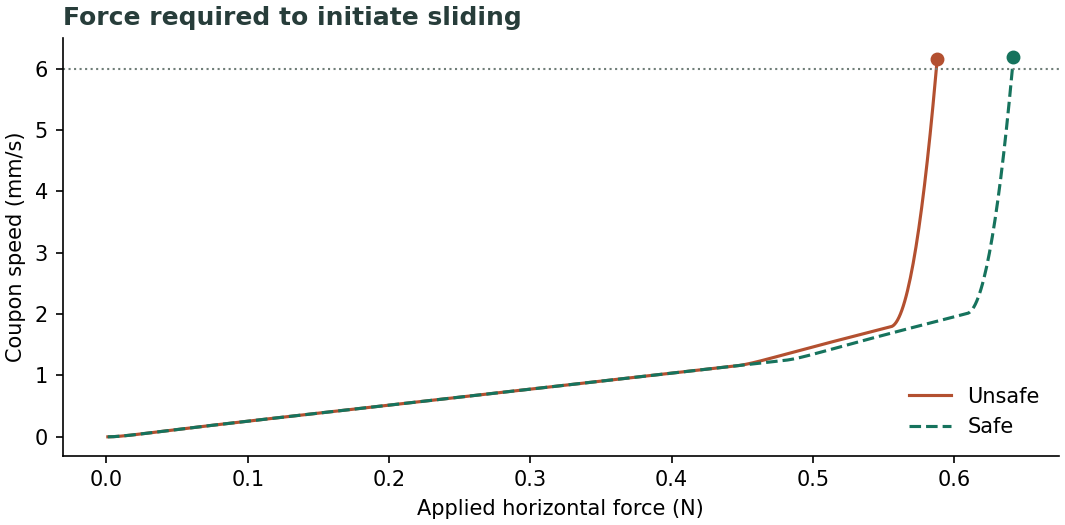 Force required to initiate sliding
Coupon speed (mm/s)
6
5
4
3
2
1
0
0.0 0.1 0.2 0.3 0.4 0.5 0.6
Applied horizontal force (N)
Unsafe
Safe